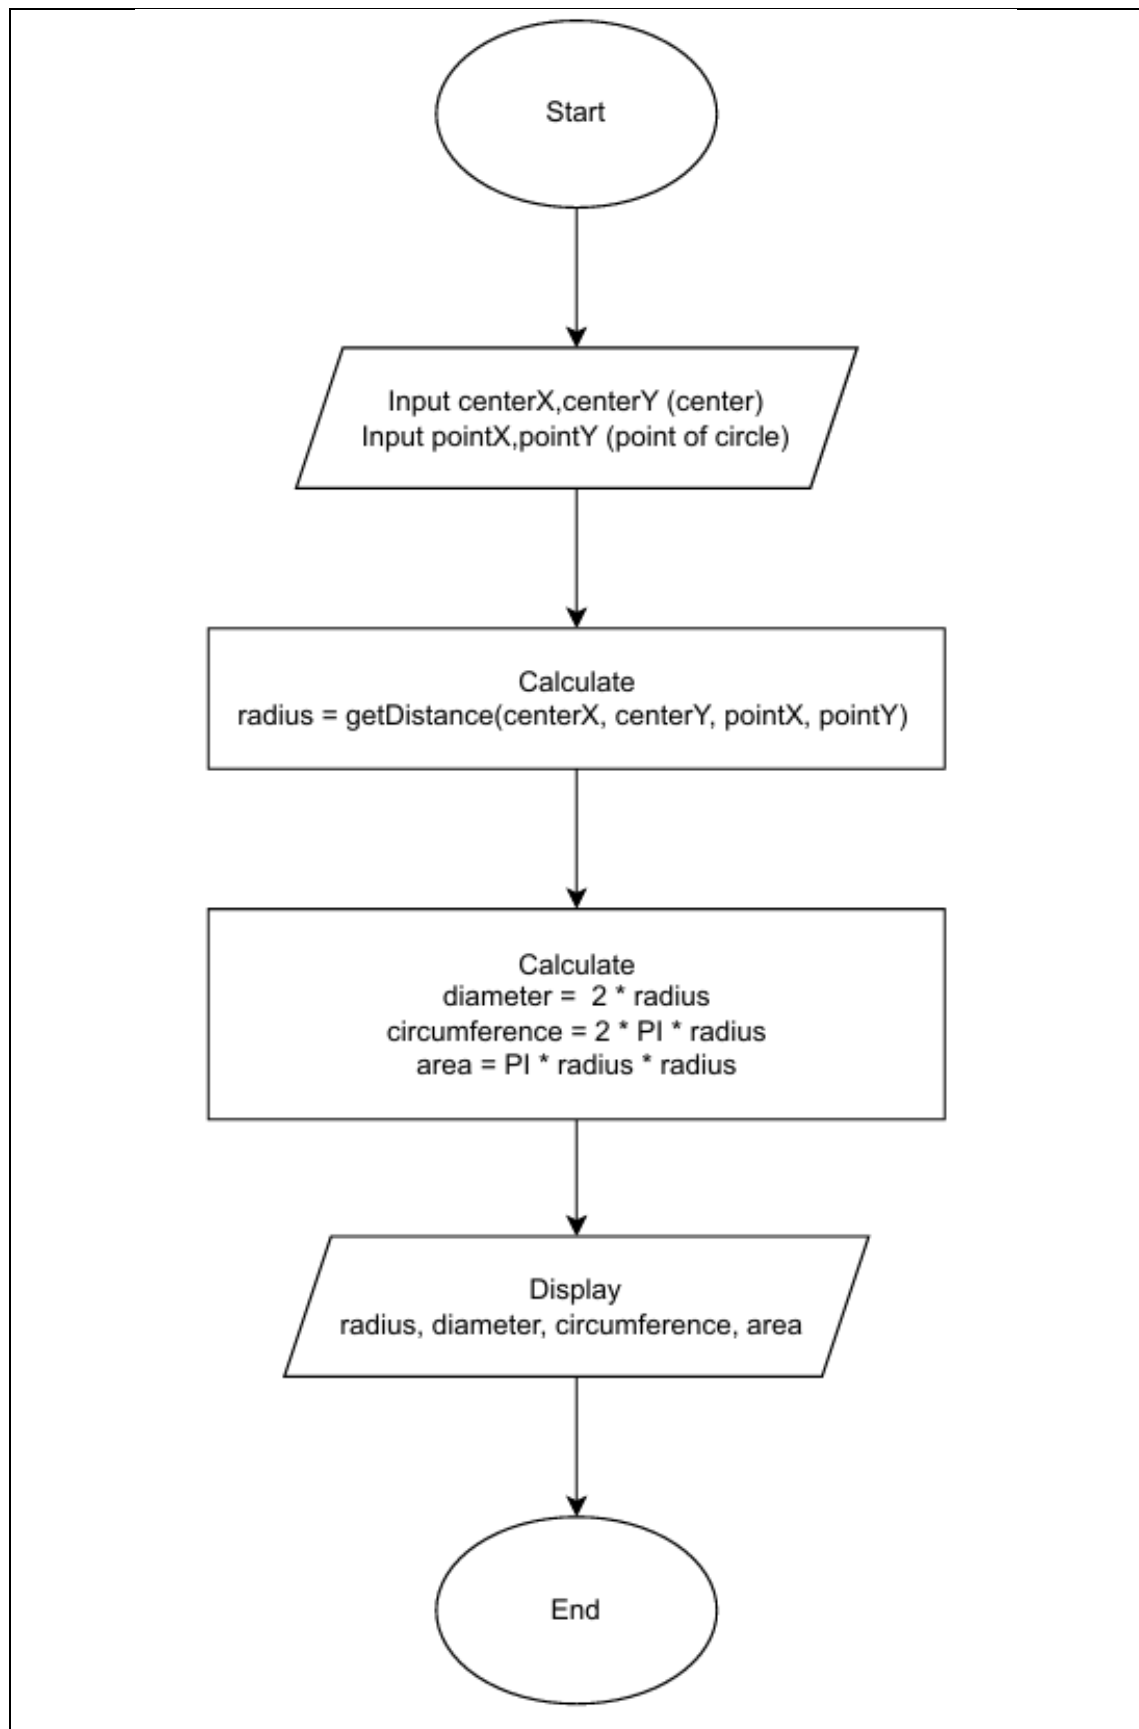 Start
Input centerX,centerY (center)
Input pointX,pointY (point of circle)
Calculate
radius = getDistance(centerX, centerY, pointX, pointY)
Calculate
diameter =  2 * radius
circumference = 2 * PI * radius
area = PI * radius * radius
Display
radius, diameter, circumference, area
End